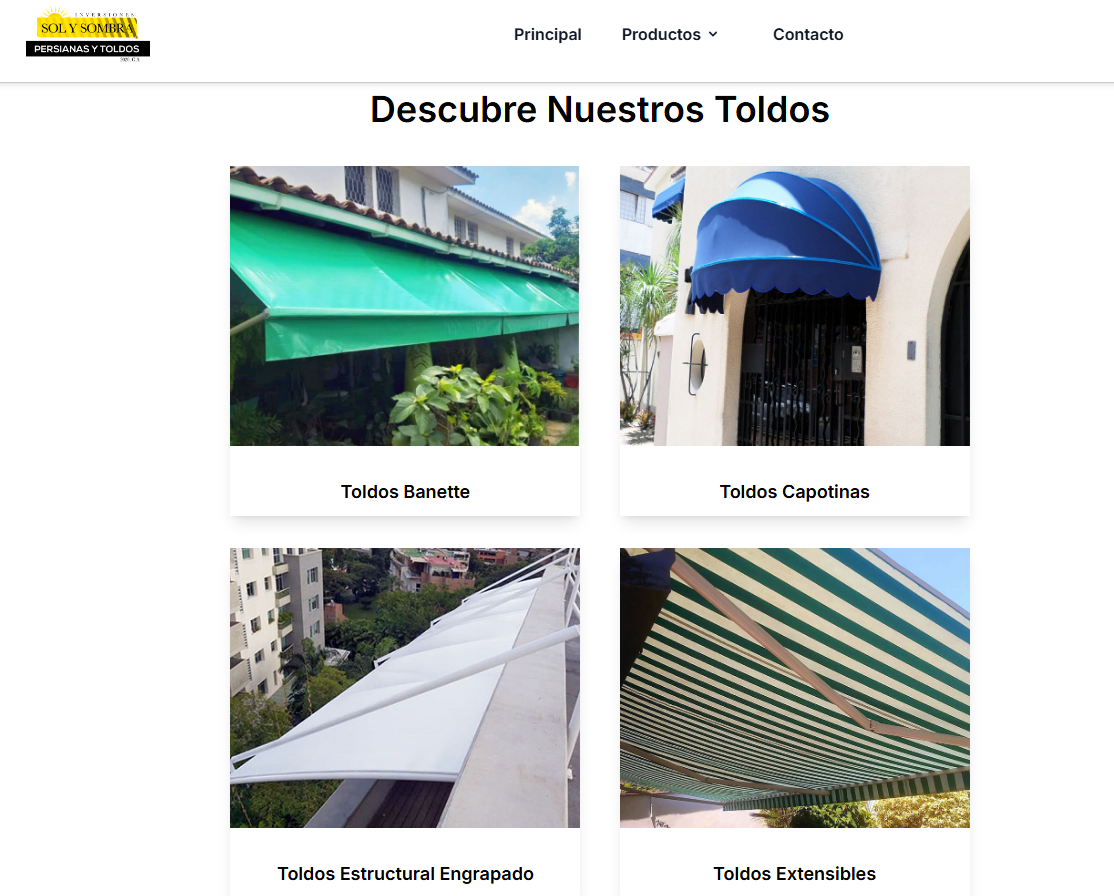 INVERSIONES
SOL Y SOMBRA
PERSIANAS Y TOLDOS
2020, C.A
Principal
Productos
Contacto
Descubre Nuestros Toldos
Toldos Banette
Toldos Capotinas
Toldos Estructural Engrapado
Toldos Extensibles